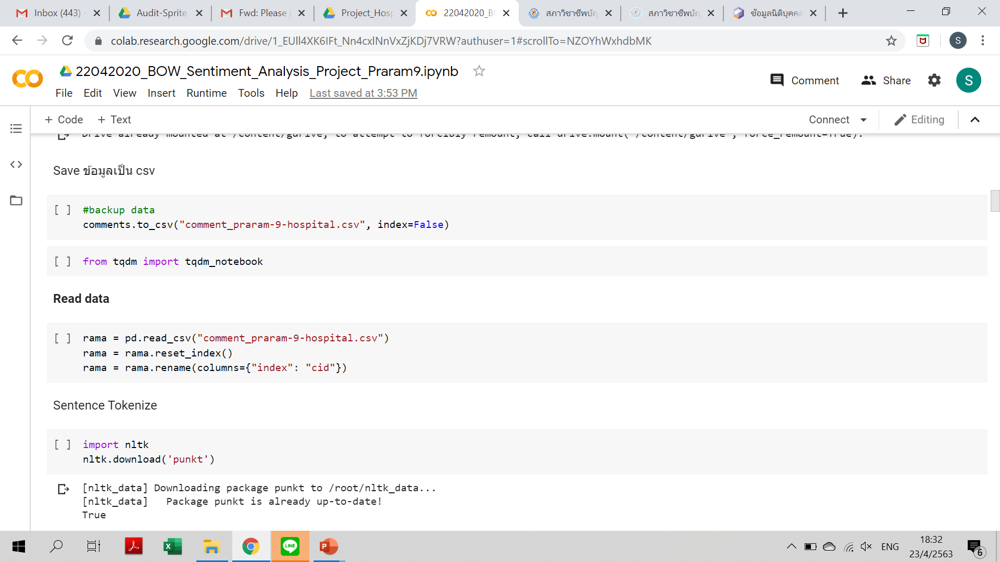 Inbox (443) -
Audit-Sprite
Fwd: Please j
Project_Hosp
22042020_BO
สภาวิชาชีพบัญ
สภาวิชาชีพบัญ
ข้อมูลนิติบุคคล
colab.research.google.com/drive/1_EUll4XK6IFt_Nn4cxlNnVxZjKDj7VRW?authuser=1#scrollTo=NZOYhWxhdbMK
S
22042020_BOW_Sentiment_Analysis_Project_Praram9.ipynb
Comment
Share
S
File Edit View Insert Runtime Tools Help Last saved at 3:53 PM
+ Code + Text
Connect
Editing
Drive already mounted at /content/gdrive; to attempt to forcibly remount, call drive.mount("/content/gdrive", force_remount=True).
Save ข้อมูลเป็น csv
[ ] #backup data
comments.to_csv("comment_praram-9-hospital.csv", index=False)
[ ] from tqdm import tqdm_notebook
Read data
[ ] rama = pd.read_csv("comment_praram-9-hospital.csv")
rama = rama.reset_index()
rama = rama.rename(columns={"index": "cid"})
Sentence Tokenize
[ ] import nltk
nltk.download('punkt')
[nltk_data] Downloading package punkt to /root/nltk_data...
[nltk_data]   Package punkt is already up-to-date!
True
LINE
ENG
18:32
23/4/2563
6